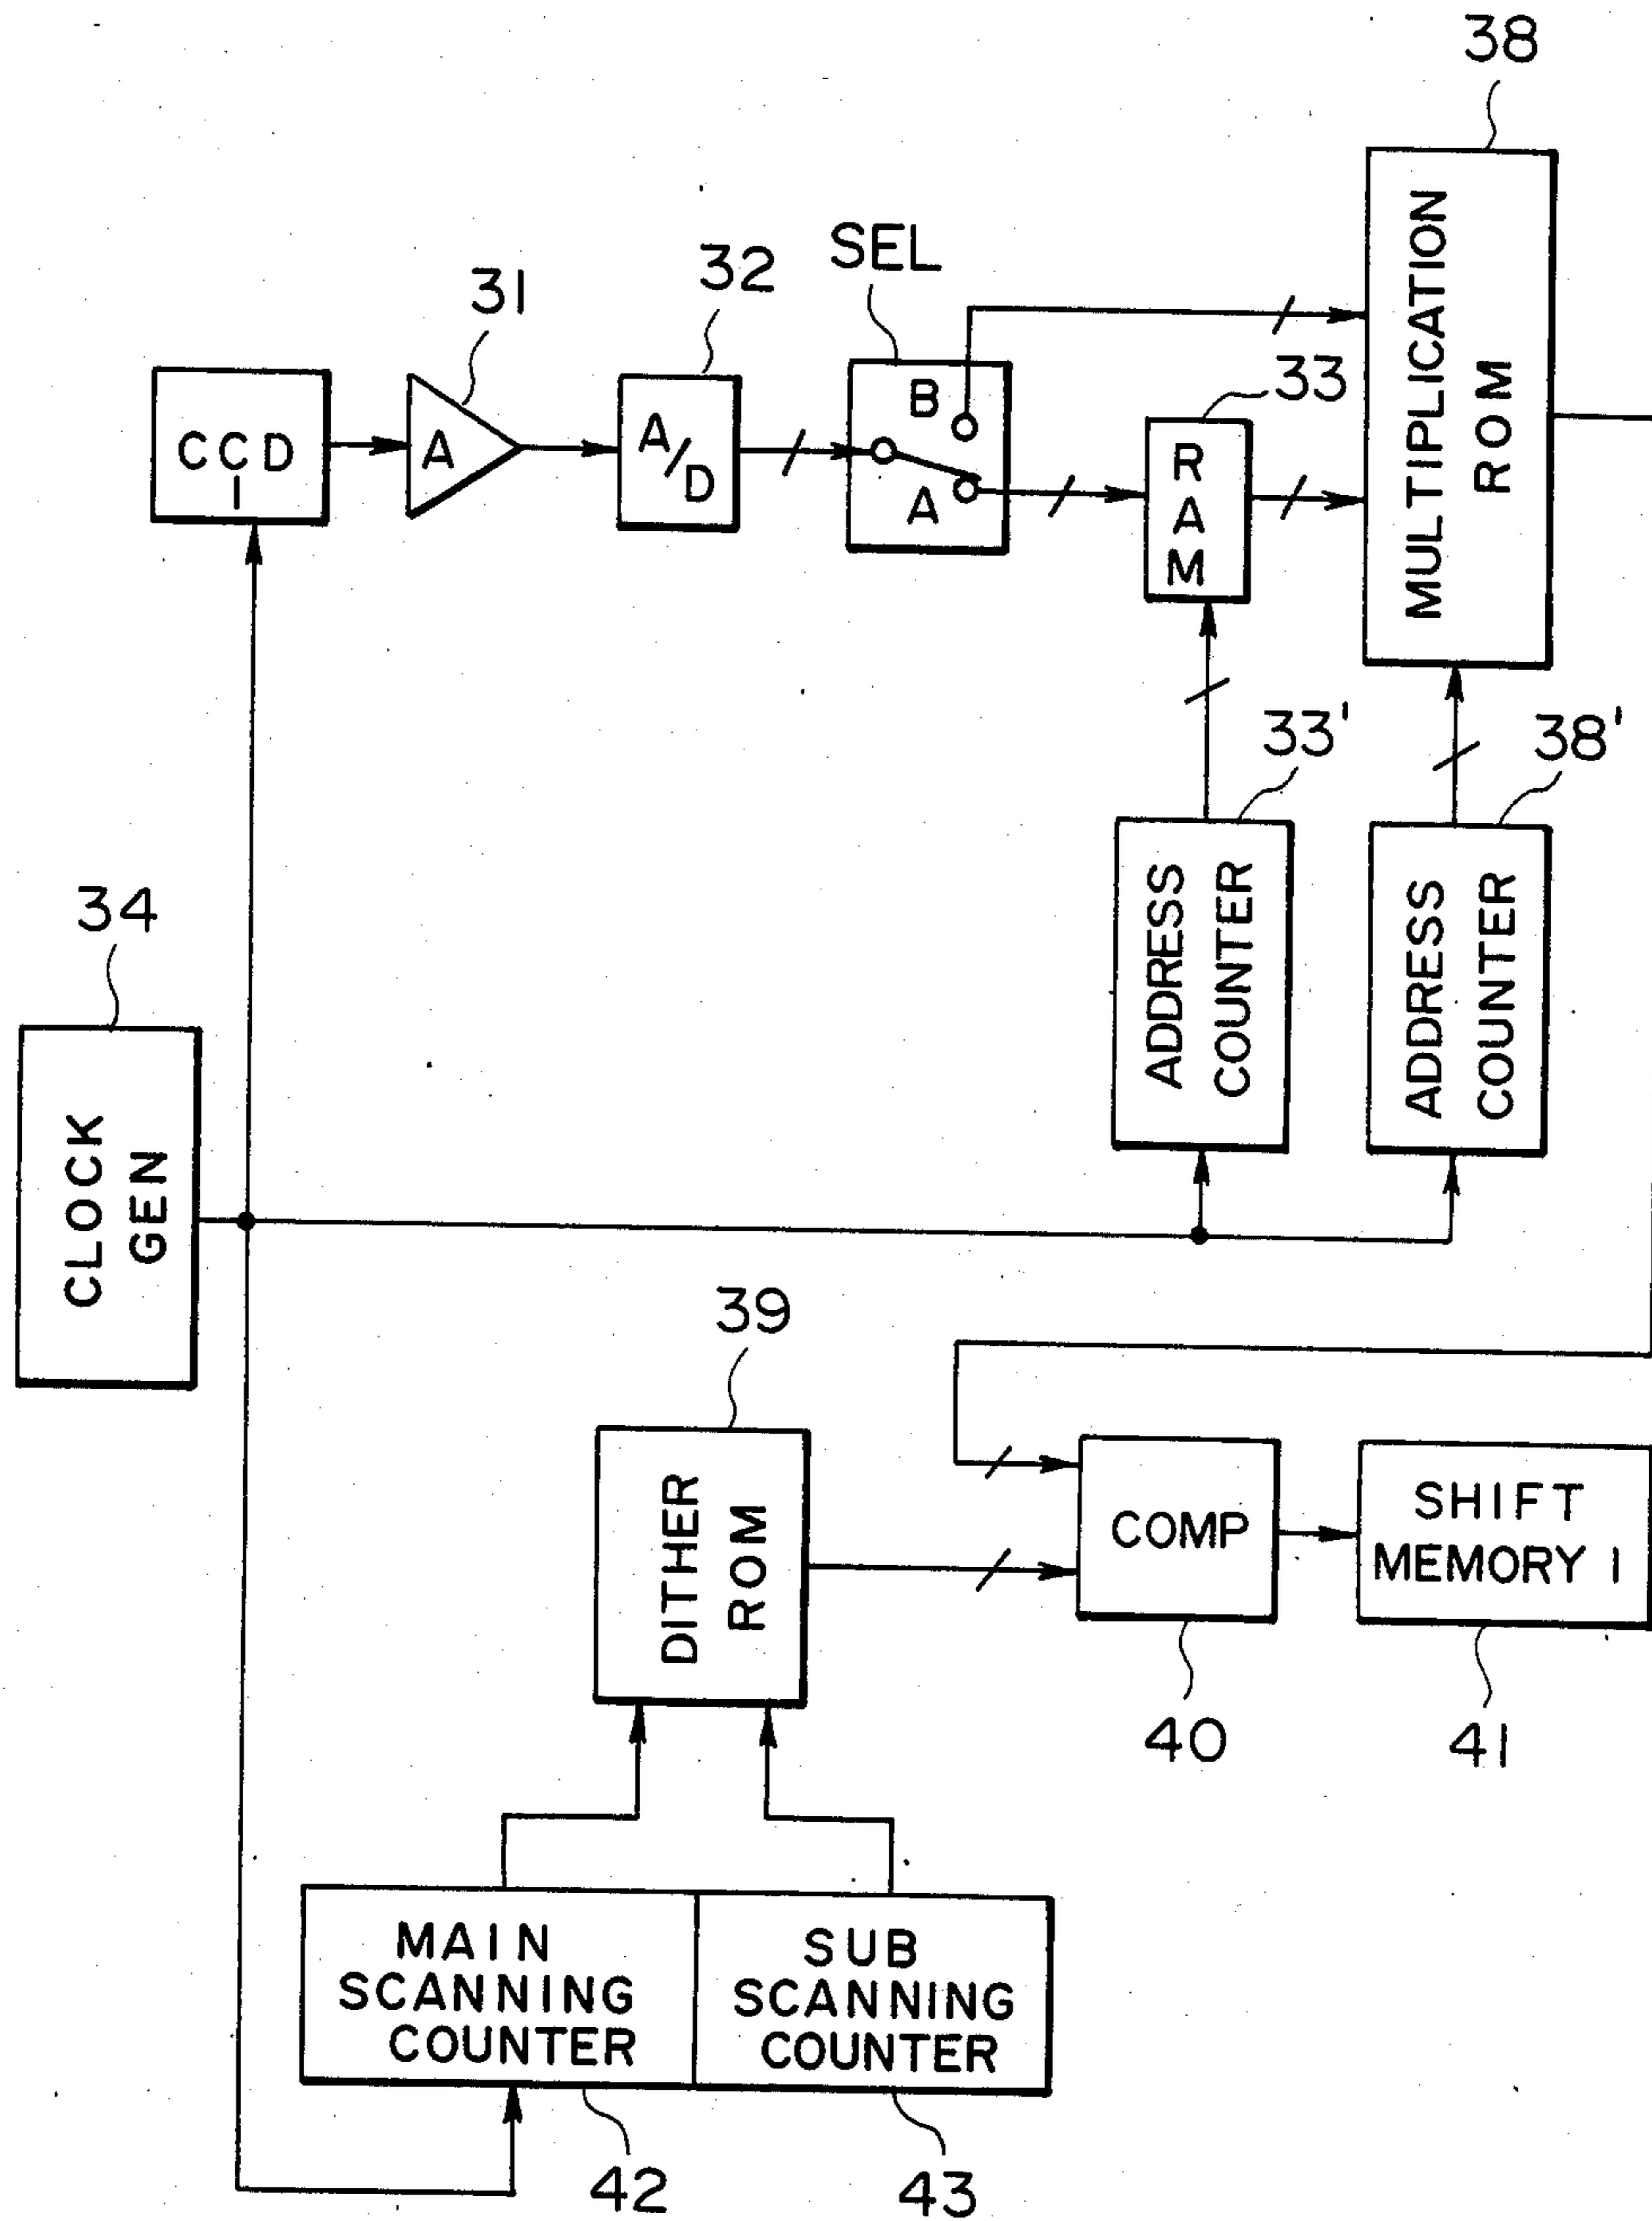 38
SEL
32
31
33
CCD
1
A
A/D
B
A
RAM
MULTIPLICATION
ROM
33'
38'
34
ADDRESS
COUNTER
ADDRESS
COUNTER
CLOCK
GEN
39
DITHER
ROM
COMP
SHIFT
MEMORY 1
40
41
MAIN
SCANNING
COUNTER
SUB
SCANNING
COUNTER
42
43